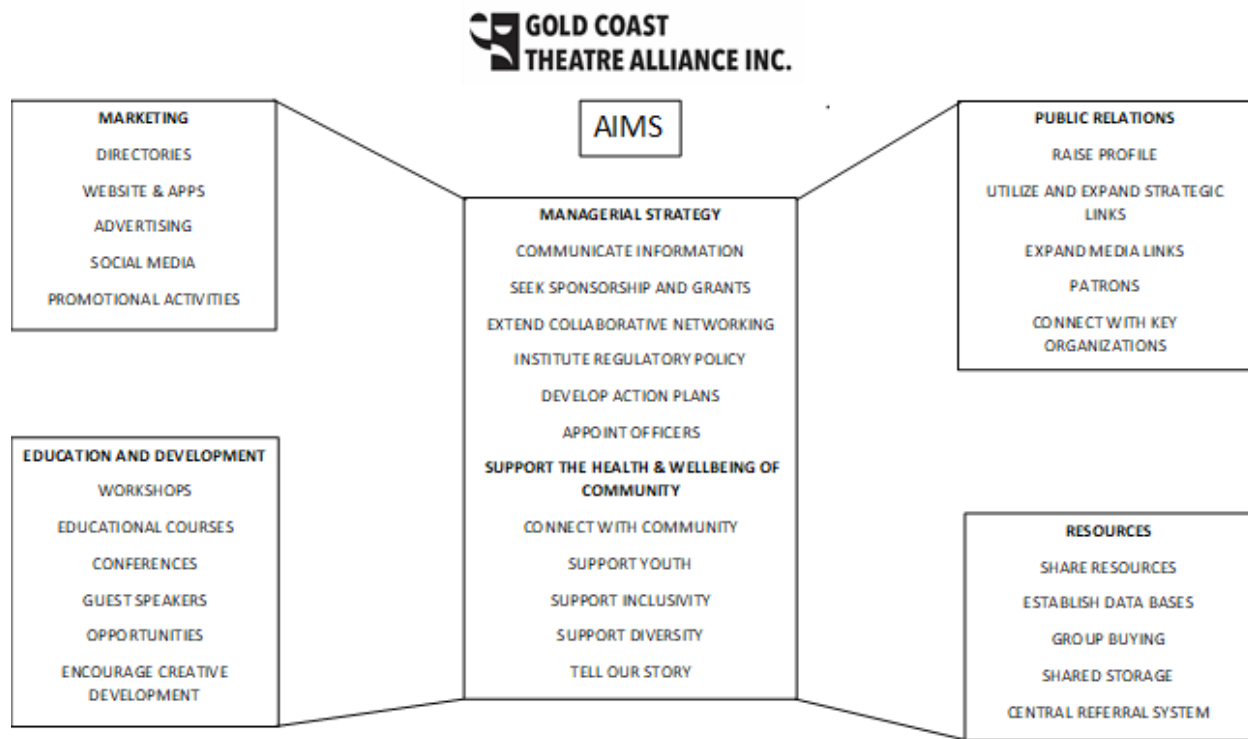 GOLD COAST
THEATRE ALLIANCE INC.
AIMS
MARKETING
DIRECTORIES
WEBSITE & APPS
ADVERTISING
SOCIAL MEDIA
PROMOTIONAL ACTIVITIES
EDUCATION AND DEVELOPMENT
WORKSHOPS
EDUCATIONAL COURSES
CONFERENCES
GUEST SPEAKERS
OPPORTUNITIES
ENCOURAGE CREATIVE
DEVELOPMENT
MANAGERIAL STRATEGY
COMMUNICATE INFORMATION
SEEK SPONSORSHIP AND GRANTS
EXTEND COLLABORATIVE NETWORKING
INSTITUTE REGULATORY POLICY
DEVELOP ACTION PLANS
APPOINT OFFICERS
SUPPORT THE HEALTH & WELLBEING OF
COMMUNITY
CONNECT WITH COMMUNITY
SUPPORT YOUTH
SUPPORT INCLUSIVITY
SUPPORT DIVERSITY
TELL OUR STORY
PUBLIC RELATIONS
RAISE PROFILE
UTILIZE AND EXPAND STRATEGIC
LINKS
EXPAND MEDIA LINKS
PATRONS
CONNECT WITH KEY
ORGANIZATIONS
RESOURCES
SHARE RESOURCES
ESTABLISH DATA BASES
GROUP BUYING
SHARED STORAGE
CENTRAL REFERRAL SYSTEM